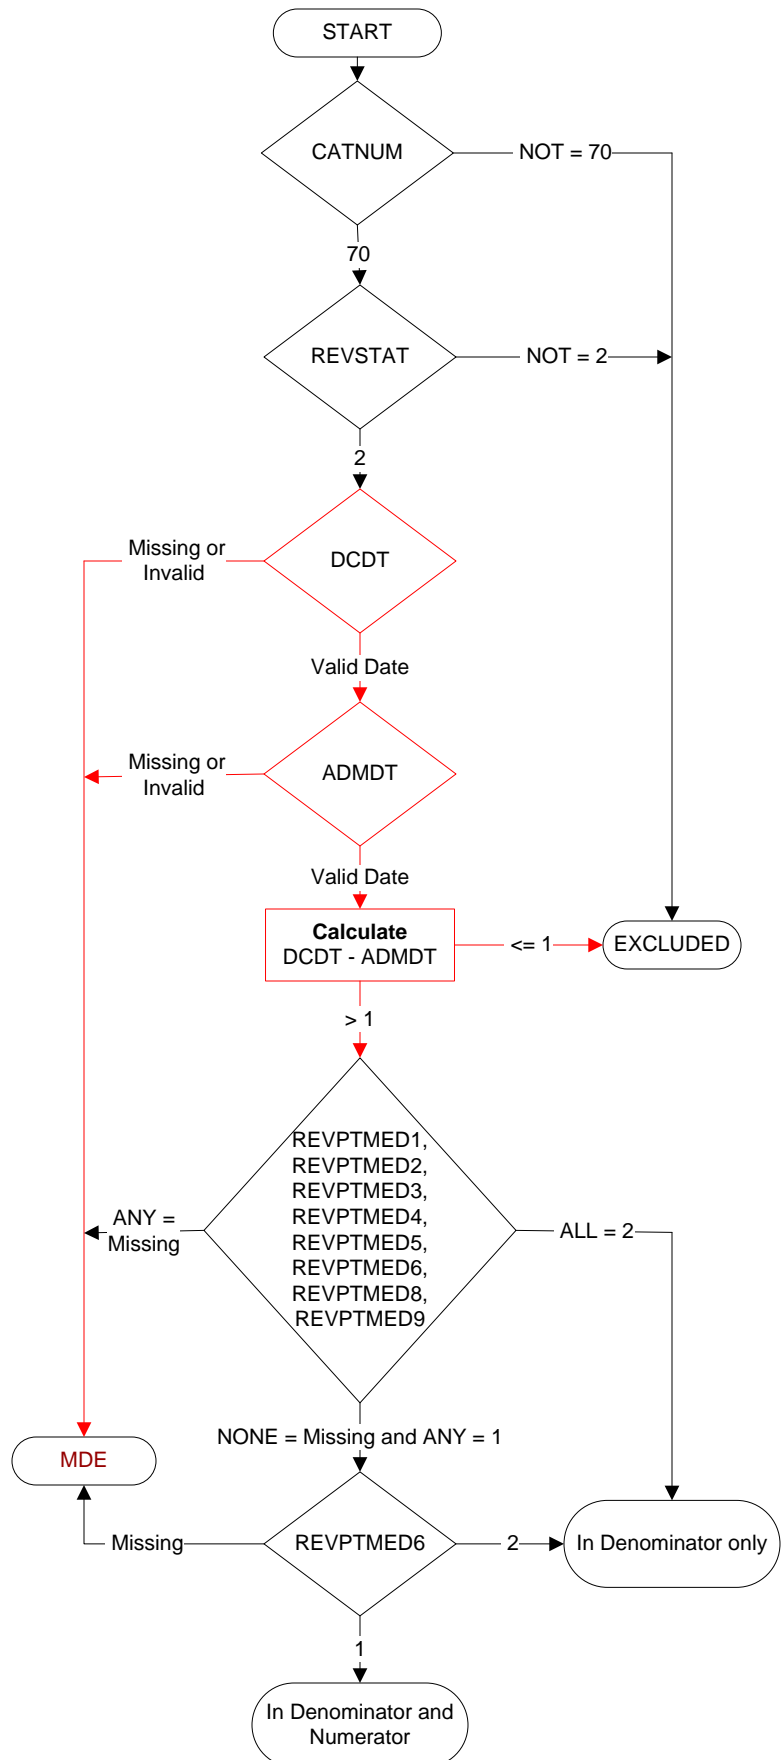 START
CATNUM
NOT = 70
70
REVSTAT
NOT = 2
2
Missing or
Invalid
DCDT
Valid Date
Missing or
Invalid
ADMDT
Valid Date
Calculate
DCDT - ADMDT
<= 1
EXCLUDED
> 1
REVPTMED1,
REVPTMED2,
REVPTMED3,
REVPTMED4,
REVPTMED5,
REVPTMED6,
REVPTMED8,
REVPTMED9
ANY =
Missing
ALL = 2
NONE = Missing and ANY = 1
MDE
Missing
REVPTMED6
2
In Denominator only
1
In Denominator and
Numerator